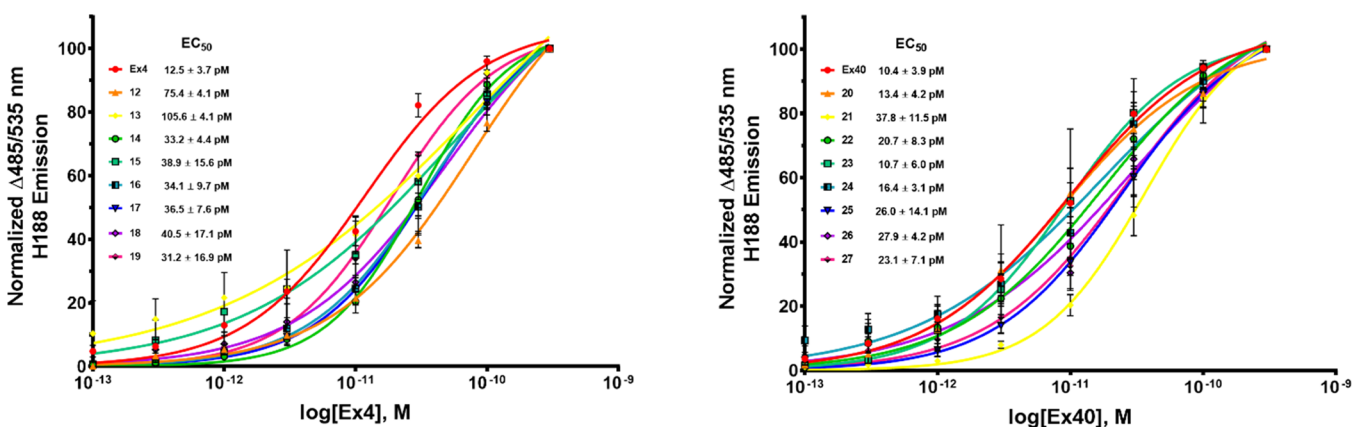 EC50
Ex4 12.5 ± 3.7 pM
12 75.4 ± 4.1 pM
13 105.6 ± 4.1 pM
14 33.2 ± 4.4 pM
15 38.9 ± 15.6 pM
16 34.1 ± 9.7 pM
17 36.5 ± 7.6 pM
18 40.5 ± 17.1 pM
19 31.2 ± 16.9 pM
Normalized Δ485/535 nm
H188 Emission
100
80
60
40
20
0
10-13 10-12 10-11 10-10 10-9
log[Ex4], M
EC50
Ex40 10.4 ± 3.9 pM
20 13.4 ± 4.2 pM
21 37.8 ± 11.5 pM
22 20.7 ± 8.3 pM
23 10.7 ± 6.0 pM
24 16.4 ± 3.1 pM
25 26.0 ± 14.1 pM
26 27.9 ± 4.2 pM
27 23.1 ± 7.1 pM
Normalized Δ485/535 nm
H188 Emission
100
80
60
40
20
0
10-13 10-12 10-11 10-10 10-9
log[Ex40], M